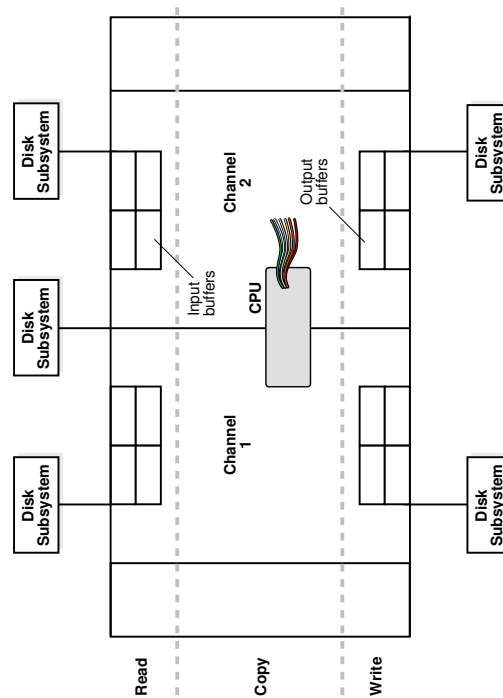 Disk
Subsystem
Disk
Subsystem
Disk
Subsystem
Read
Input
buffers
Channel
1
Channel
2
Copy
CPU
Output
buffers
Write
Disk
Subsystem
Disk
Subsystem